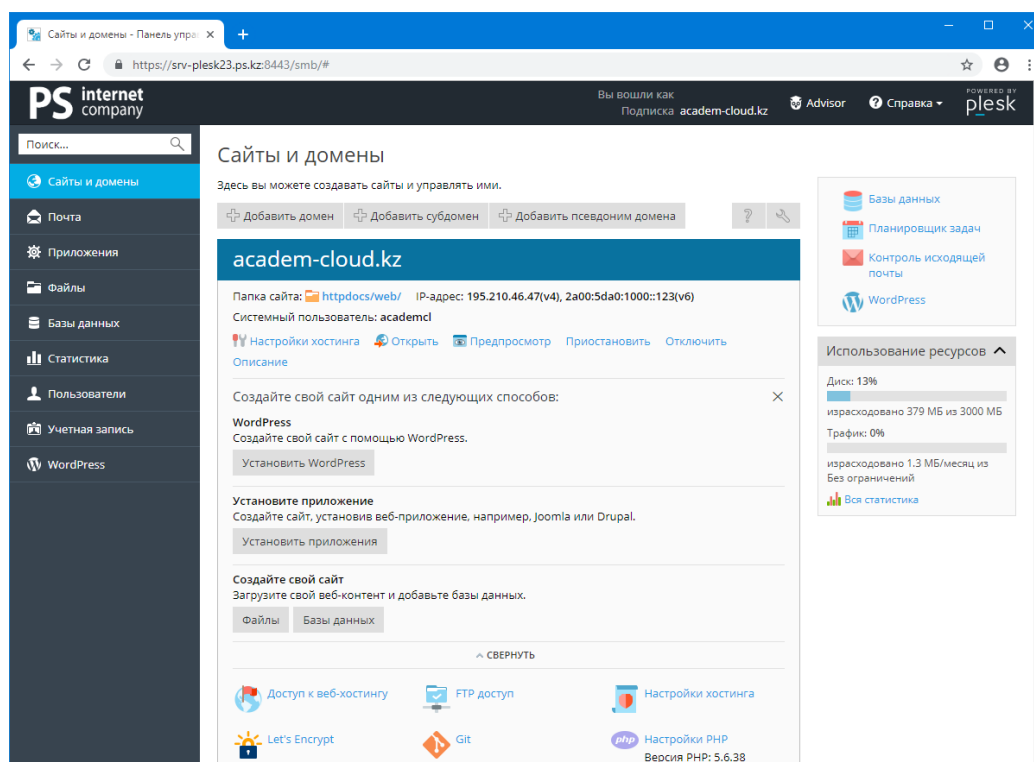 Сайты и домены - Панель упра
https://srv-plesk23.ps.kz:8443/smb/#
PS internet company
Вы вошли как
Подписка academ-cloud.kz
Advisor
Справка
POWERED BY
plesk
Поиск...
Сайты и домены
Почта
Приложения
Файлы
Базы данных
Статистика
Пользователи
Учетная запись
WordPress
Сайты и домены
Здесь вы можете создавать сайты и управлять ими.
Добавить домен Добавить субдомен Добавить псевдоним домена ?
academ-cloud.kz
Папка сайта: httpdocs/web/ IP-адрес: 195.210.46.47(v4), 2a00:5da0:1000::123(v6)
Системный пользователь: academcl
Настройки хостинга Открыть Предпросмотр Приостановить Отключить
Описание
Создайте свой сайт одним из следующих способов:
WordPress
Создайте свой сайт с помощью WordPress.
Установить WordPress
Установите приложение
Создайте сайт, установив веб-приложение, например, Joomla или Drupal.
Установить приложения
Создайте свой сайт
Загрузите свой веб-контент и добавьте базы данных.
Файлы Базы данных
СВЕРНУТЬ
Доступ к веб-хостингу FTP доступ Настройки хостинга
Let's Encrypt Git php Настройки PHP
Версия PHP: 5.6.38
Базы данных
Планировщик задач
Контроль исходящей
почты
WordPress
Использование ресурсов
Диск: 13%
израсходовано 379 МБ из 3000 МБ
Трафик: 0%
израсходовано 1.3 МБ/месяц из
Без ограничений
Вся статистика